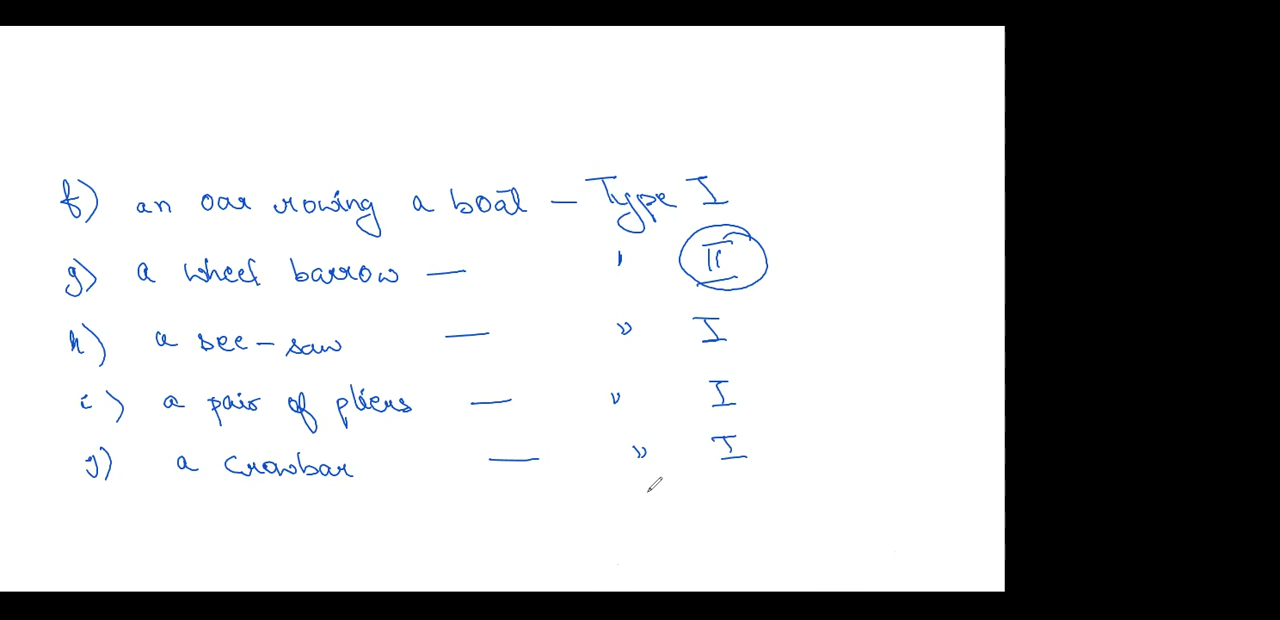 f) an oar rowing a boat - Type I
g) a wheel barrow - " II
h) a see-saw - " I
i) a pair of pliers - " I
j) a crowbar - " I